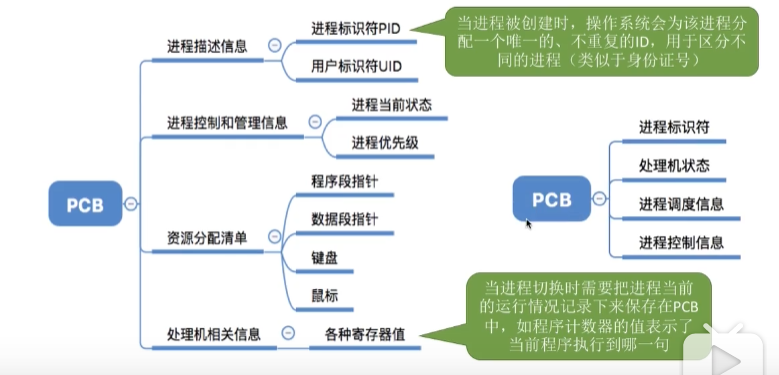 进程标识符PID
当进程被创建时，操作系统会为该进程分
配一个唯一的、不重复的ID，用于区分不
同的进程（类似于身份证号）
进程描述信息
用户标识符UID
进程当前状态
进程控制和管理信息
进程优先级
PCB
程序段指针
数据段指针
资源分配清单
键盘
鼠标
处理机相关信息
各种寄存器值
PCB
进程标识符
处理机状态
进程调度信息
进程控制信息
当进程切换时需要把进程当前
的运行情况记录下来保存在PCB
中，如程序计数器的值表示了
当前程序执行到哪一句